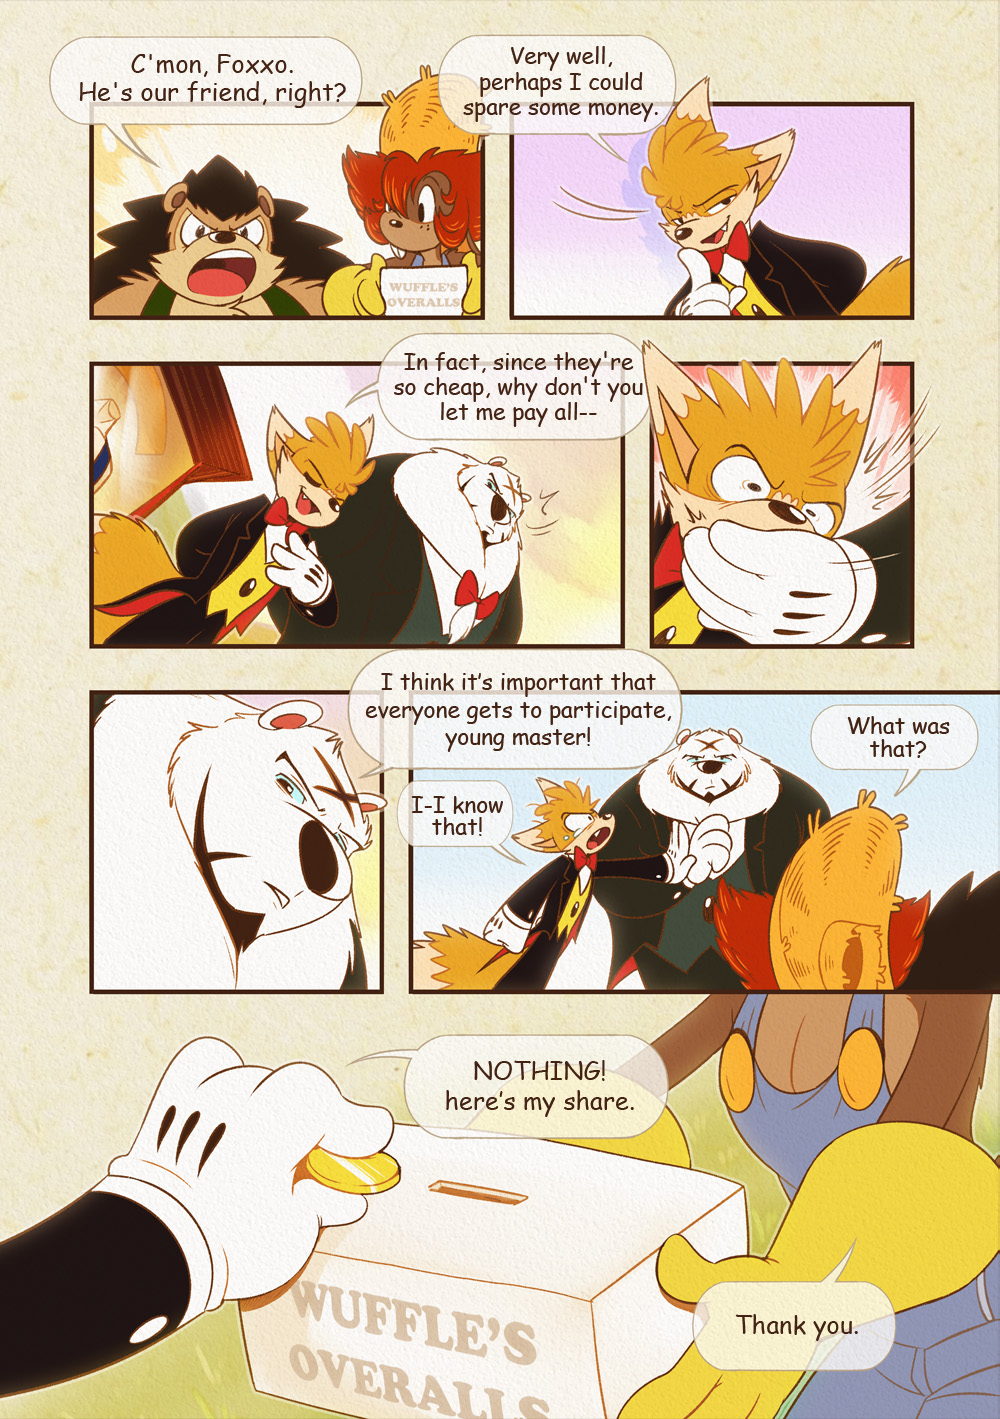 C'mon, Foxxo.
He's our friend, right?
WUFFLE'S
OVERALLS
Very well,
perhaps I could
spare some money.
In fact, since they're
so cheap, why don't you
let me pay all--
I think it's important that
everyone gets to participate,
young master!
I-I know
that!
What was
that?
NOTHING!
here's my share.
WUFFLE'S
OVERALLS
Thank you.